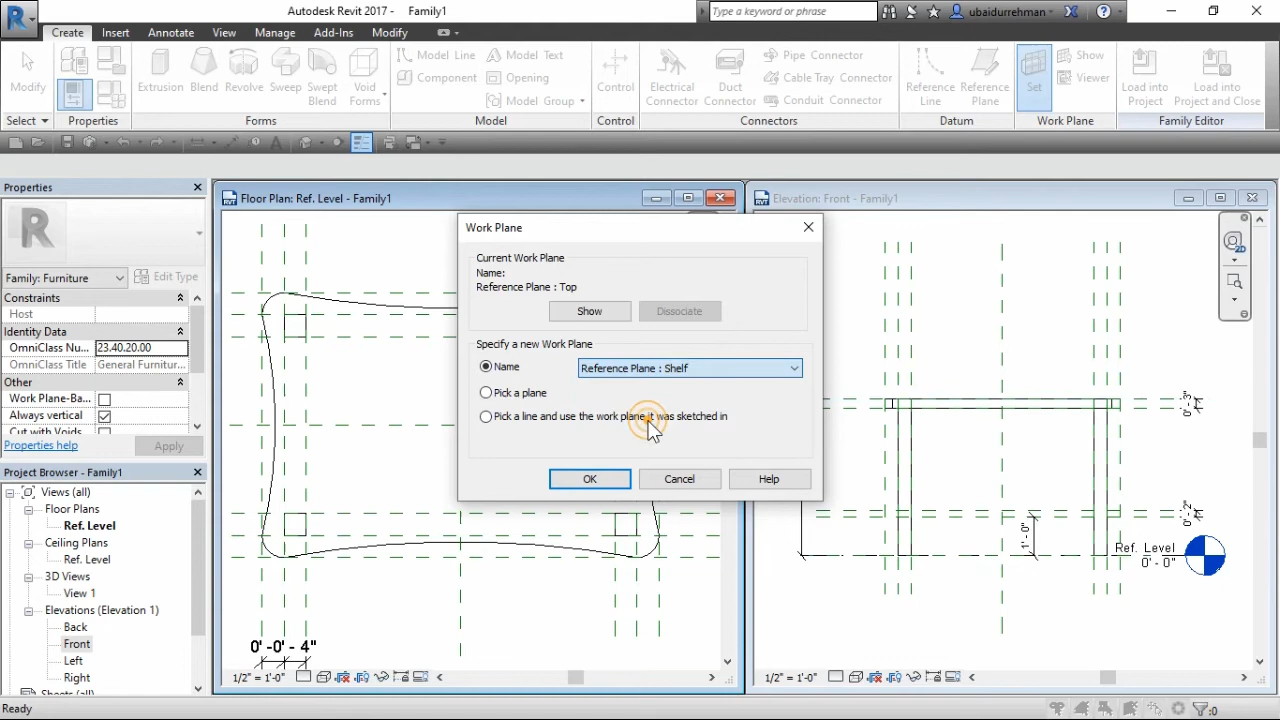 Autodesk Revit 2017 - Family1
Type a keyword or phrase
ubaidurrehman
Create Insert Annotate View Manage Add-Ins Modify
Modify
Extrusion Blend Revolve Sweep Swept Blend Void Forms
Model Line
Component
Model Text
Opening
Model Group
Control
Electrical Connector Duct Connector
Pipe Connector
Cable Tray Connector
Conduit Connector
Reference Line Reference Plane
Set
Show
Viewer
Load into Project Load into Project and Close
Select Properties Forms Model Control Connectors Datum Work Plane Family Editor
Properties
Family: Furniture
Edit Type
Constraints
Host
Identity Data
OmniClass Nu... 23.40.20.00
OmniClass Title General Furnitur...
Other
Work Plane-Ba...
Always vertical
Cut with Voids
Properties help
Apply
Project Browser - Family1
Views (all)
Floor Plans
Ref. Level
Ceiling Plans
Ref. Level
3D Views
View 1
Elevations (Elevation 1)
Back
Front
Left
Right
Sheets (all)
Floor Plan: Ref. Level - Family1
0' -0' - 4"
1/2" = 1'-0"
Work Plane
Current Work Plane
Name:
Reference Plane : Top
Show
Dissociate
Specify a new Work Plane
Name
Reference Plane : Shelf
Pick a plane
Pick a line and use the work plane it was sketched in
OK
Cancel
Help
Elevation: Front - Family1
2D
0' - 3"
0' - 2"
1' - 0"
Ref. Level
0' - 0"
1/2" = 1'-0"
Ready
:0